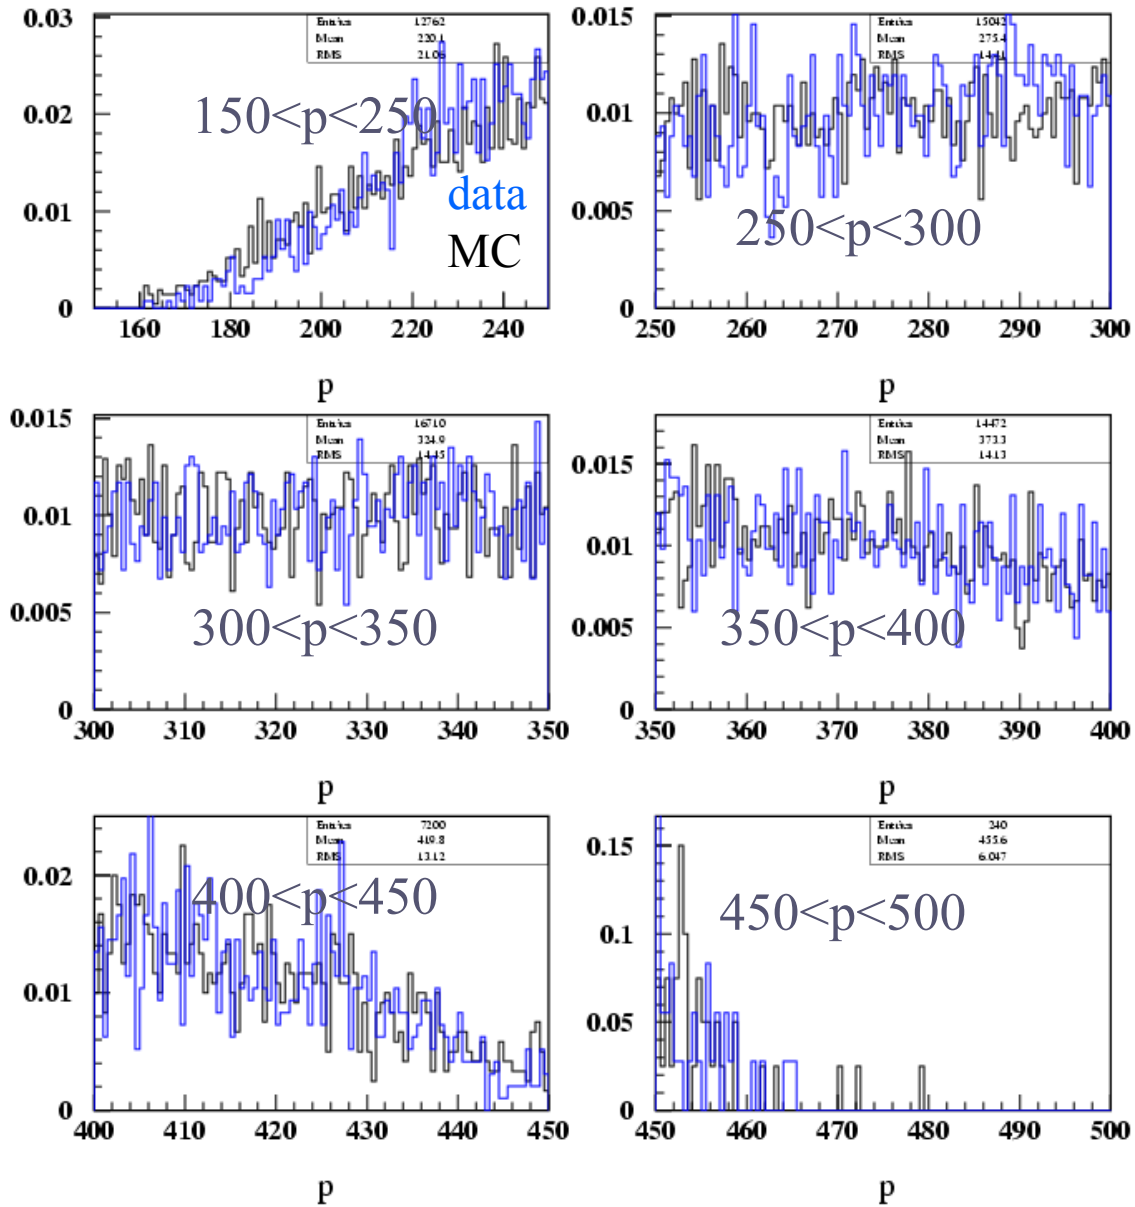 0.03
0.02
0.01
0
Entries 12762
Mean 220.1
RMS 21.06
150<p<250
data
MC
160 180 200 220 240
p
0.015
0.01
0.005
0
Entries 15042
Mean 275.4
RMS 14.41
250<p<300
250 260 270 280 290 300
p
0.015
0.01
0.005
0
Entries 16710
Mean 324.9
RMS 14.45
300<p<350
300 310 320 330 340 350
p
0.015
0.01
0.005
0
Entries 14472
Mean 373.3
RMS 14.13
350<p<400
350 360 370 380 390 400
p
0.02
0.01
0
Entries 7200
Mean 419.8
RMS 13.12
400<p<450
400 410 420 430 440 450
p
0.15
0.1
0.05
0
Entries 240
Mean 455.6
RMS 6.047
450<p<500
450 460 470 480 490 500
p